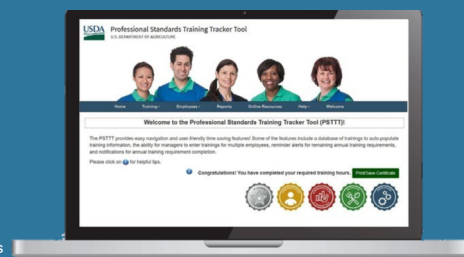 USDA Professional Standards Training Tracker Tool
U.S. DEPARTMENT OF AGRICULTURE
Home Training Employees Reports Online Resources Help Welcome
Welcome to the Professional Standards Training Tracker Tool (PSTTT)!
The PSTTT provides easy navigation and user-friendly time saving features! Some of the features include a database of trainings to auto-populate
training information, the ability for managers to enter trainings for multiple employees, reminder alerts for remaining annual training requirements,
and notifications for annual training requirement completion.
Please click on ? for helpful tips.
? Congratulations! You have completed your required training hours. Print/Save Certificate
s